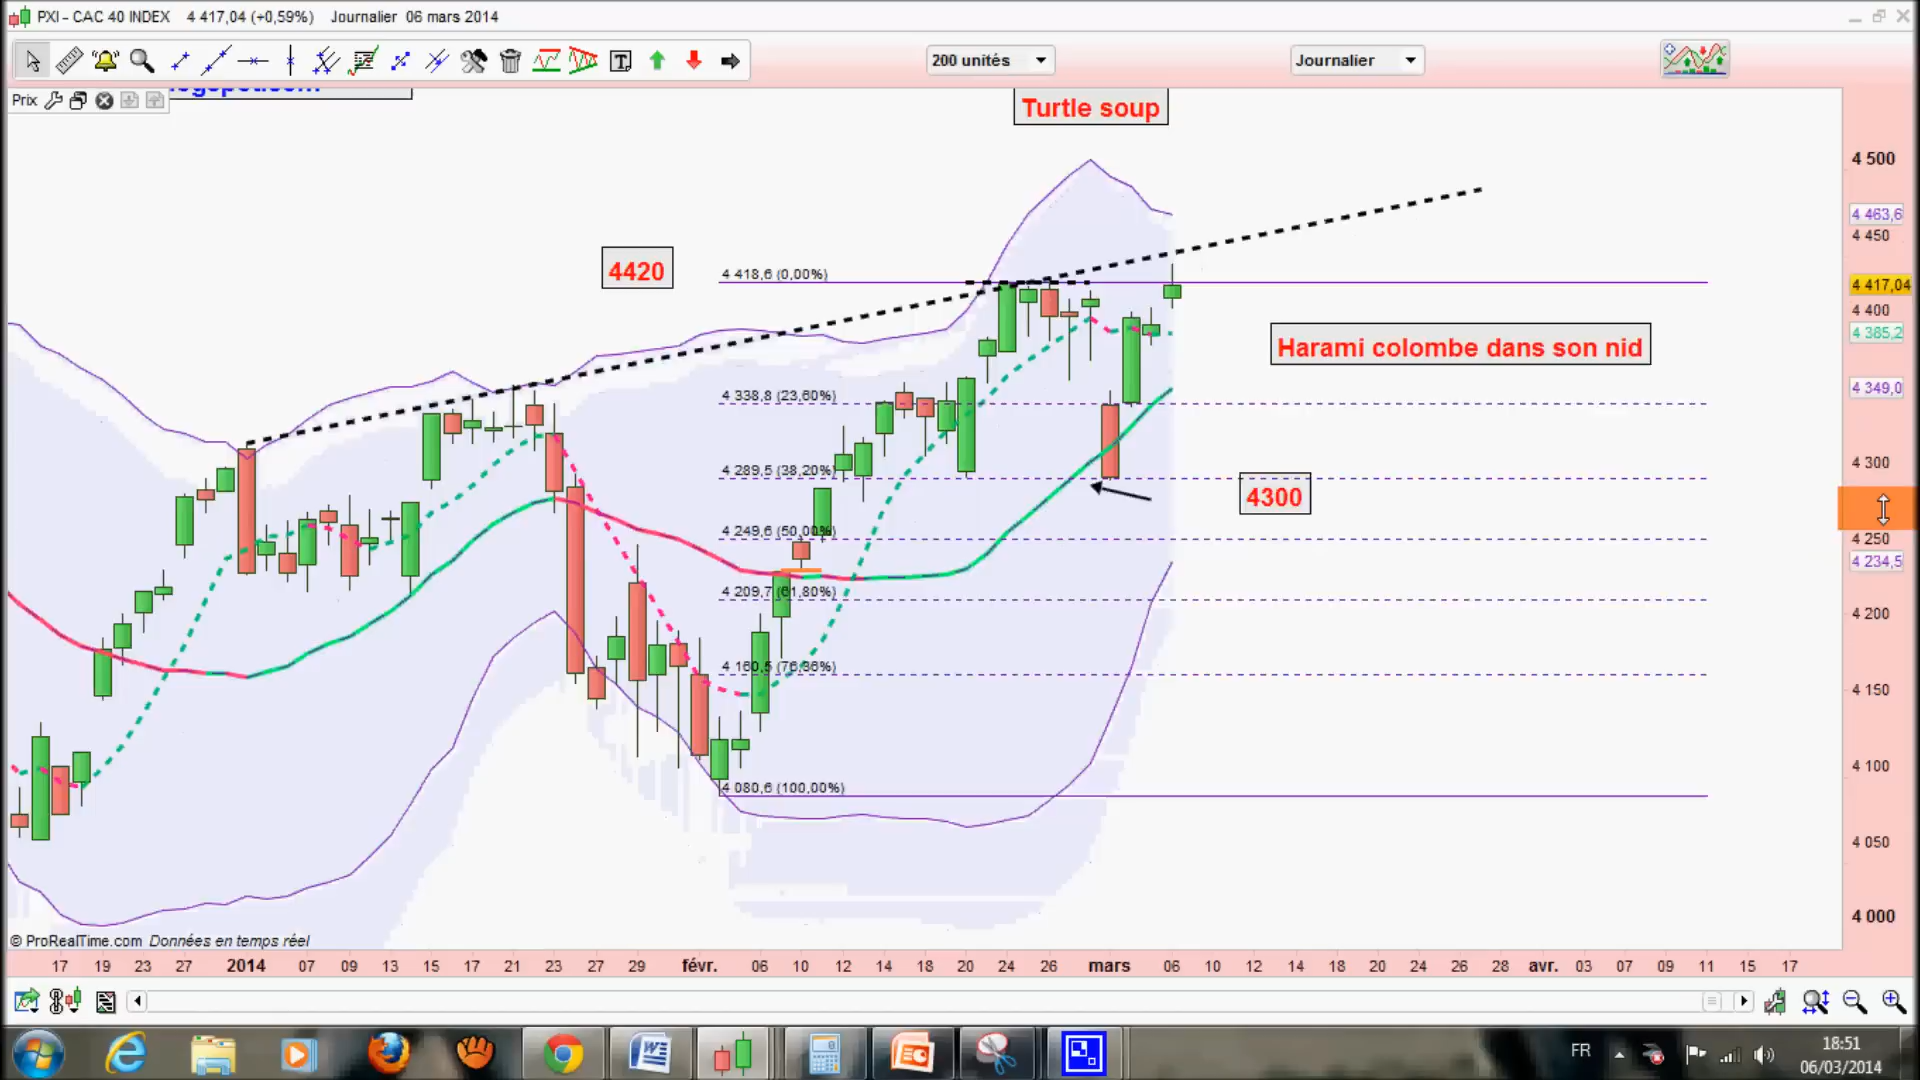 PXI - CAC 40 INDEX 4 417,04 (+0,59%) Journalier 06 mars 2014
200 unités
Journalier
Prix
Turtle soup
4 500
4 463,6
4 450
4420
4 418,6 (0,00%)
4 417,04
4 400
4 385,2
Harami colombe dans son nid
4 338,8 (23,60%)
4 349,0
4 289,5 (38,20%)
4 300
4300
4 249,6 (50,00%)
4 250
4 234,5
4 209,7 (61,80%)
4 200
4 160,5 (76,36%)
4 150
4 080,6 (100,00%)
4 100
4 050
4 000
© ProRealTime.com Données en temps réel
17 19 23 27 2014 07 09 13 15 17 21 23 27 29 févr. 06 10 12 14 18 20 24 26 mars 06 10 12 14 18 20 24 26 28 avr. 03 07 09 11 15 17
FR
18:51
06/03/2014